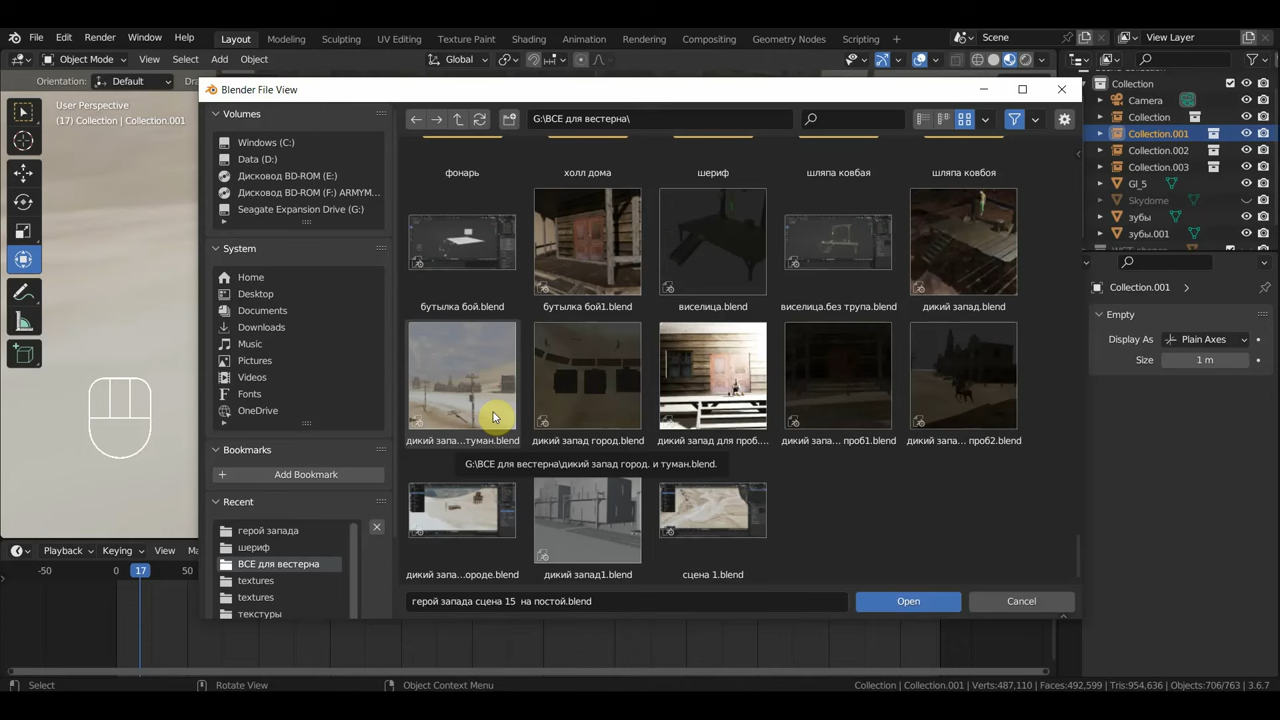 File Edit Render Window Help
Layout Modeling Sculpting UV Editing Texture Paint Shading Animation Rendering Compositing Geometry Nodes Scripting +
Scene
View Layer
Object Mode View Select Add Object
Global
Orientation: Default
User Perspective
(17) Collection | Collection.001
Blender File View
Volumes
Windows (C:)
Data (D:)
Дисковод BD-ROM (E:)
Дисковод BD-ROM (F:) ARMYM...
Seagate Expansion Drive (G:)
System
Home
Desktop
Documents
Downloads
Music
Pictures
Videos
Fonts
OneDrive
Bookmarks
+ Add Bookmark
Recent
герой запада
шериф
ВСЕ для вестерна
textures
textures
текстуры
G:\ВСЕ для вестерна\
фонарь холл дома шериф шляпа ковбая шляпа ковбоя
бутылка бой.blend бутылка бой1.blend виселица.blend виселица.без трупа.blend дикий запад.blend
дикий запа...туман.blend дикий запад город.blend дикий запад для проб.... дикий запа... проб1.blend дикий запа... проб2.blend
G:\ВСЕ для вестерна\дикий запад город. и туман.blend.
дикий запа...ороде.blend дикий запад1.blend сцена 1.blend
герой запада сцена 15 на постой.blend
Open Cancel
Collection
Camera
Collection
Collection.001
Collection.002
Collection.003
GI_5
Skydome
зубы
зубы.001
Collection.001
Empty
Display As Plain Axes
Size 1 m
Playback Keying View
-50 0 17 50
Select Rotate View Object Context Menu
Collection | Collection.001 | Verts:487,110 | Faces:492,599 | Tris:954,636 | Objects:706/763 | 3.6.7